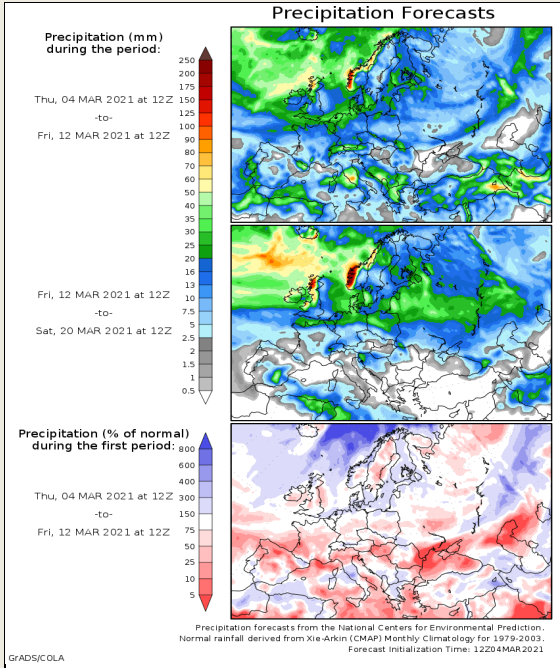 Precipitation Forecasts
Precipitation (mm)
during the period:
Thu, 04 MAR 2021 at 12Z
-to-
Fri, 12 MAR 2021 at 12Z
250
200
175
150
125
100
90
80
70
60
50
40
35
30
25
20
16
13
10
7.5
5
2.5
2
1.5
1
0.5
Fri, 12 MAR 2021 at 12Z
-to-
Sat, 20 MAR 2021 at 12Z
Precipitation (% of normal)
during the first period:
Thu, 04 MAR 2021 at 12Z
-to-
Fri, 12 MAR 2021 at 12Z
800
600
400
300
150
75
50
25
10
5
Precipitation forecasts from the National Centers for Environmental Prediction.
Normal rainfall derived from Xie-Arkin (CMAP) Monthly Climatology for 1979-2003.
Forecast Initialization Time: 12Z04MAR2021
GrADS/COLA